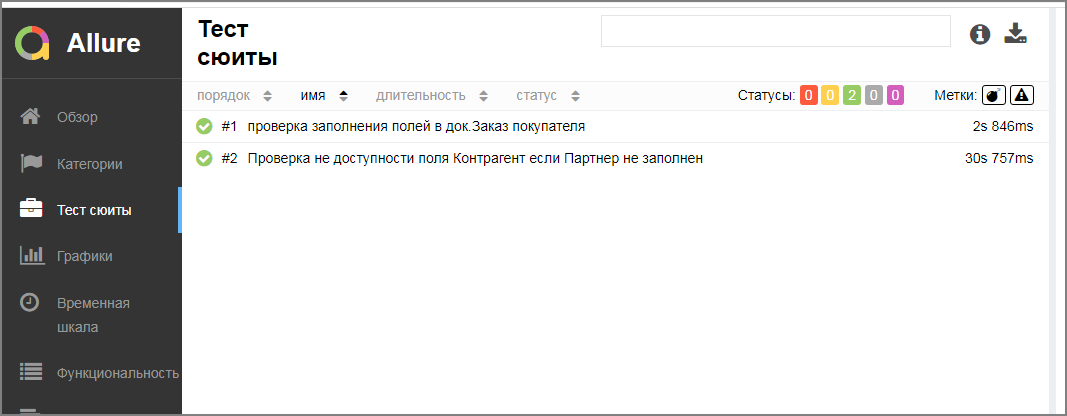 Allure
Обзор
Категории
Тест сюиты
Графики
Временная
шкала
Функциональность
Тест
сюиты
порядок имя длительность статус Статусы: 0 0 2 0 0 Метки:
#1 проверка заполнения полей в док.Заказ покупателя 2s 846ms
#2 Проверка не доступности поля Контрагент если Партнер не заполнен 30s 757ms